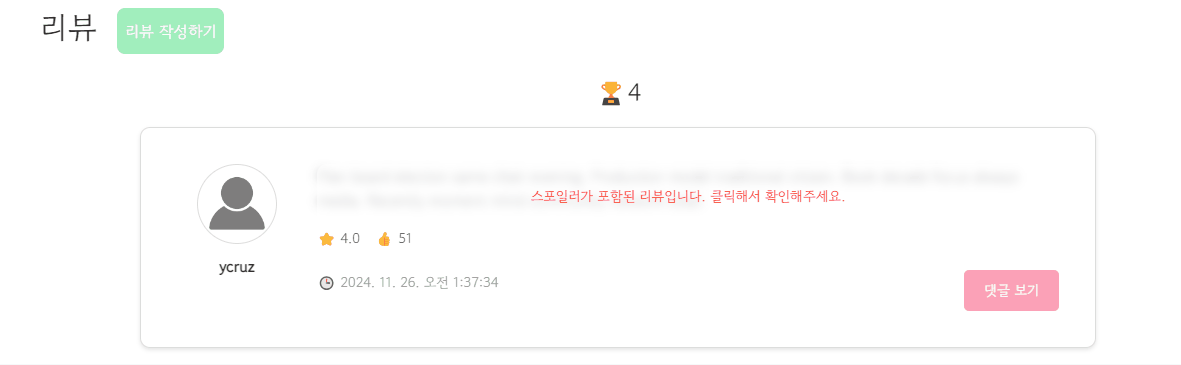 리뷰 리뷰 작성하기
4
스포일러가 포함된 리뷰입니다. 클릭해서 확인해주세요.
4.0 51
ycruz
2024. 11. 26. 오전 1:37:34
댓글 보기